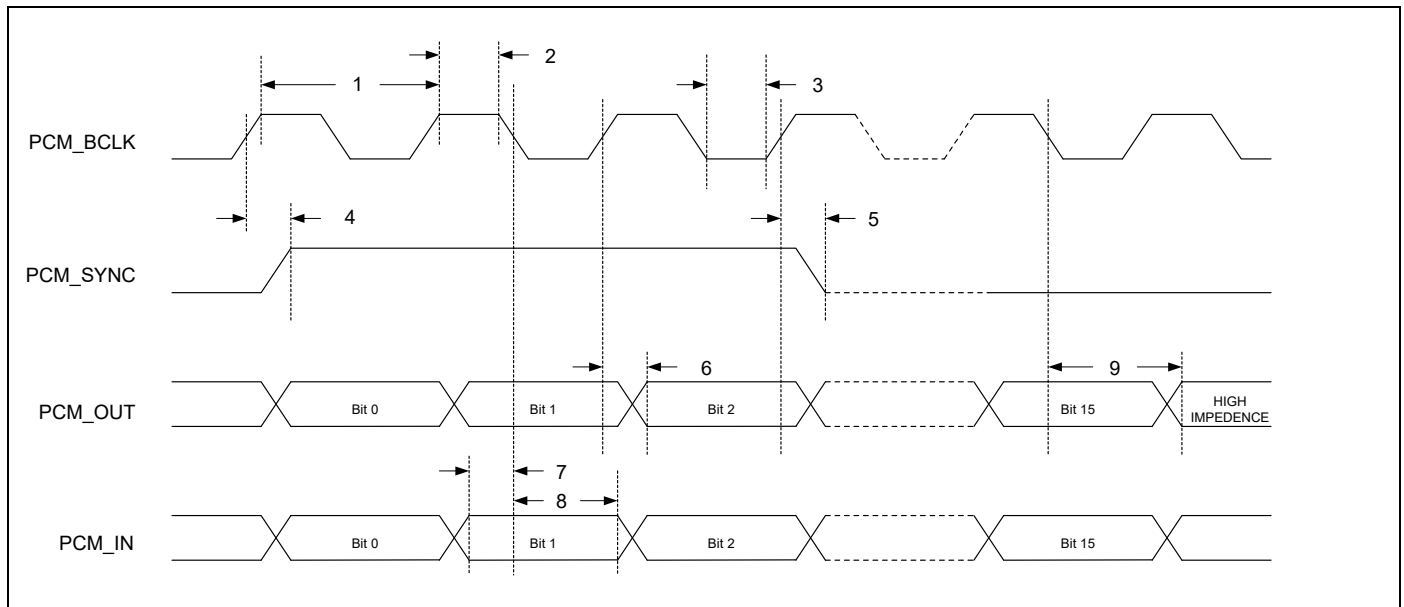 2
1
3
PCM_BCLK
4
5
PCM_SYNC
6
9
PCM_OUT
Bit 0
Bit 1
Bit 2
Bit 15
HIGH
IMPEDENCE
7
8
PCM_IN
Bit 0
Bit 1
Bit 2
Bit 15